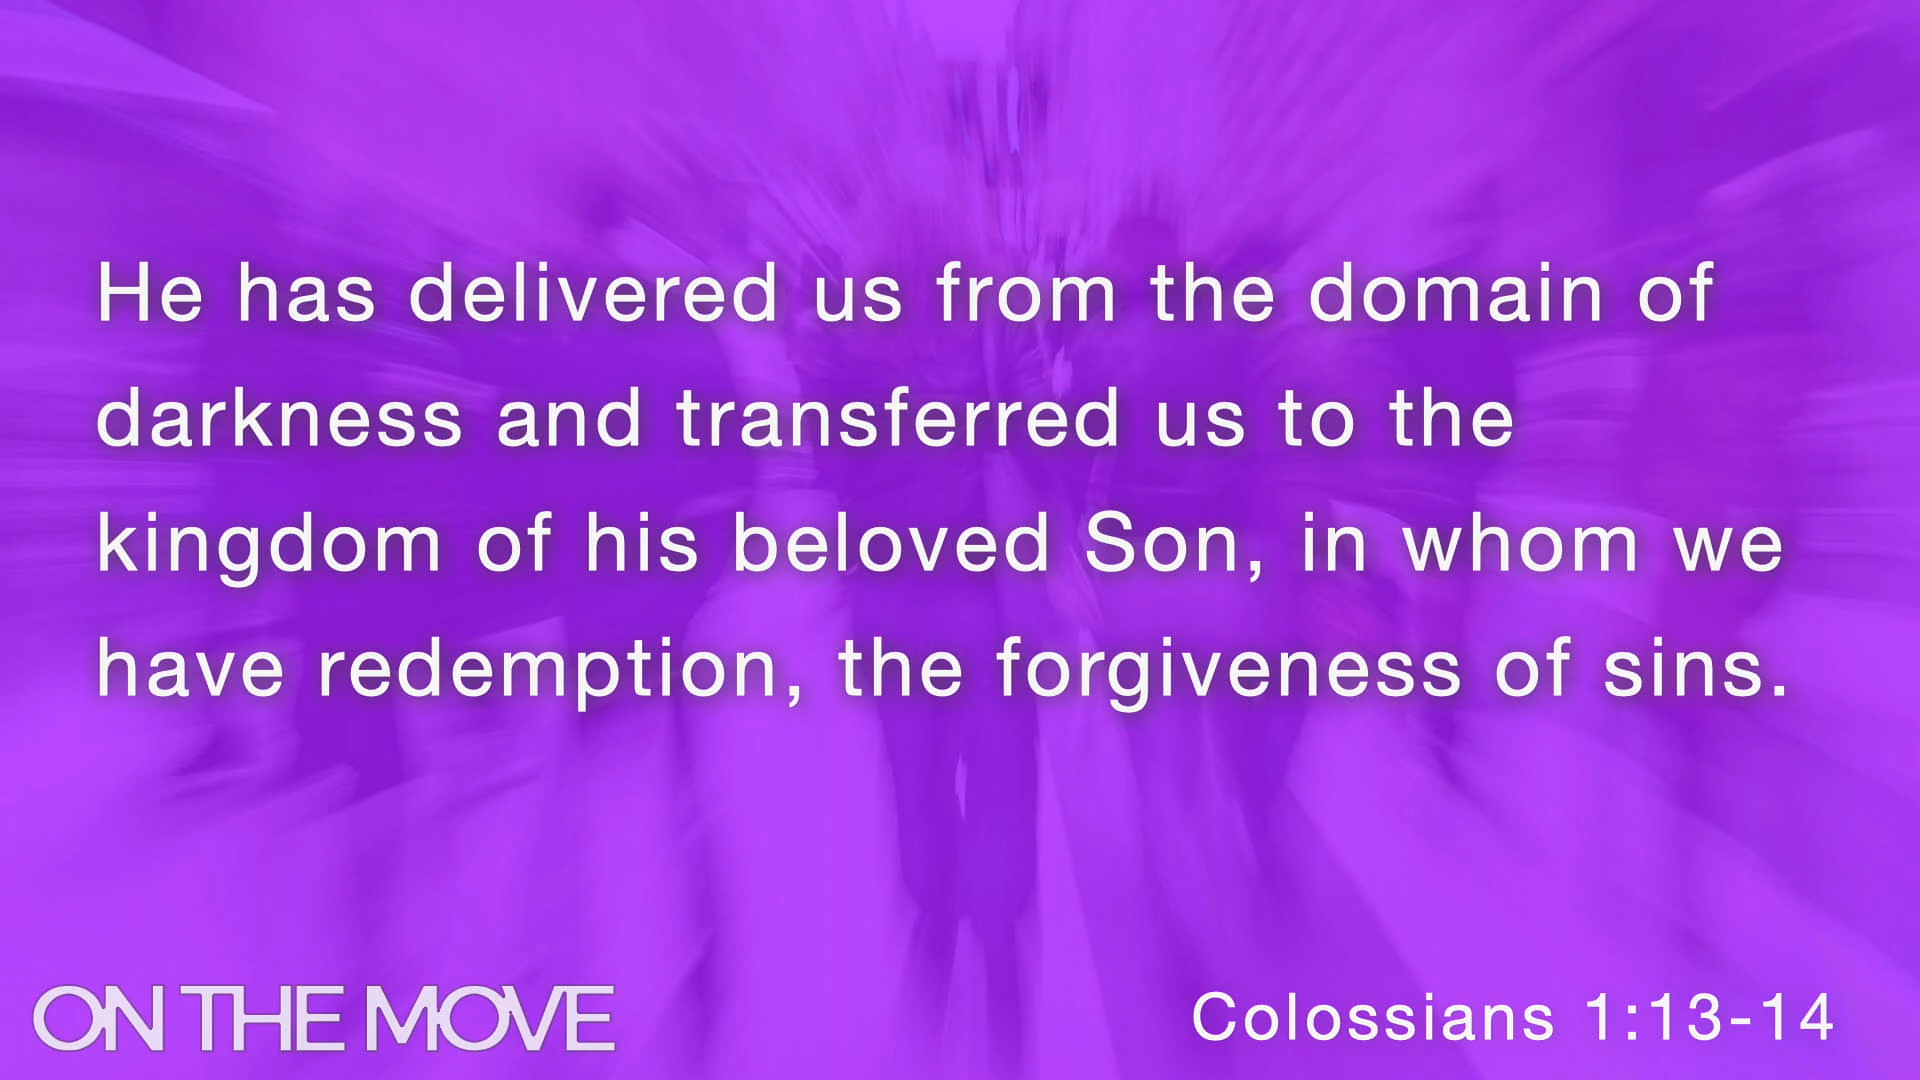 He has delivered us from the domain of
darkness and transferred us to the
kingdom of his beloved Son, in whom we
have redemption, the forgiveness of sins.
ON THE MOVE
Colossians 1:13-14